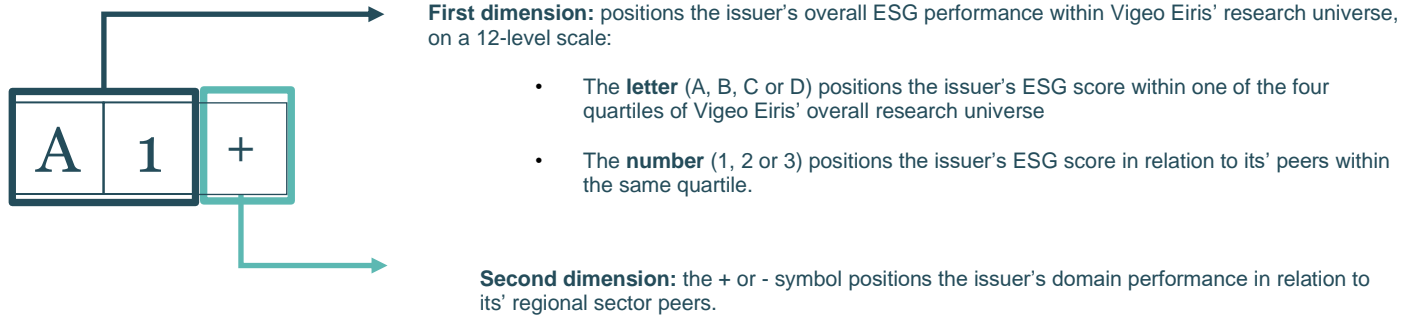 First dimension: positions the issuer's overall ESG performance within Vigeo Eiris' research universe,
on a 12-level scale:
• The letter (A, B, C or D) positions the issuer's ESG score within one of the four
quartiles of Vigeo Eiris' overall research universe
• The number (1, 2 or 3) positions the issuer's ESG score in relation to its' peers within
the same quartile.
A 1 +
Second dimension: the + or - symbol positions the issuer's domain performance in relation to
its' regional sector peers.